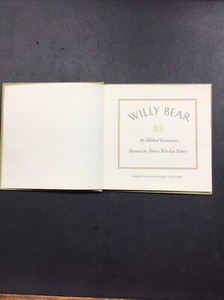 WILLY BEAR
by Mildred Kantrowitz
Illustrated by Nancy Winslow Parker